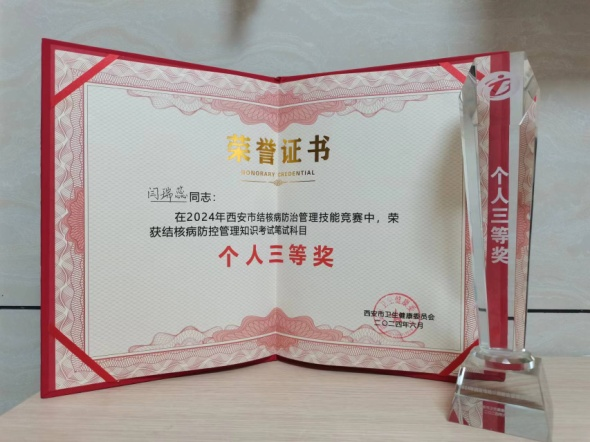 荣誉证书
HONORARY CREDENTIAL
闫瑞蕊同志：
在2024年西安市结核病防治管理技能竞赛中，荣
获结核病防控管理知识考试笔试科目
个人三等奖
西安市卫生健康委员会
二〇二四年六月
个人三等奖